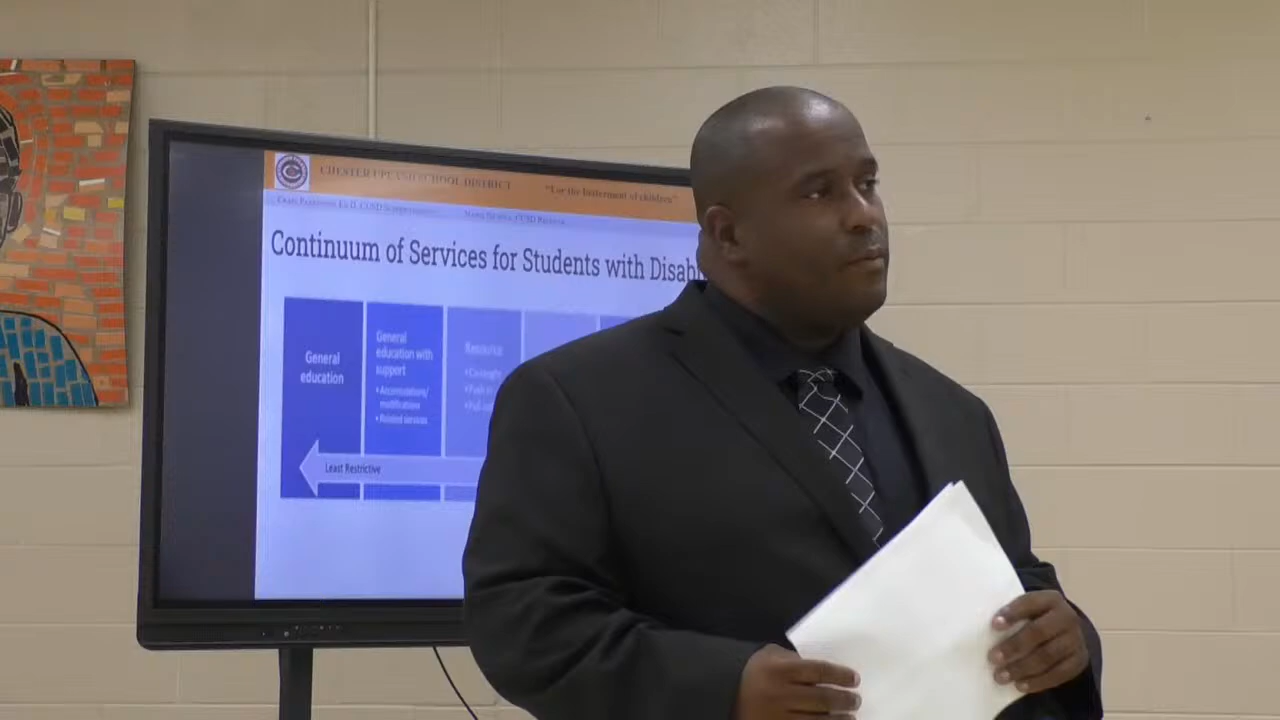 CHESTER UPLAND SCHOOL DISTRICT
"For the betterment of children"
Continuum of Services for Students with Disab
General
education
General
education with
support
• Accomodations/
modifications
• Related services
Resource
Least Restrictive